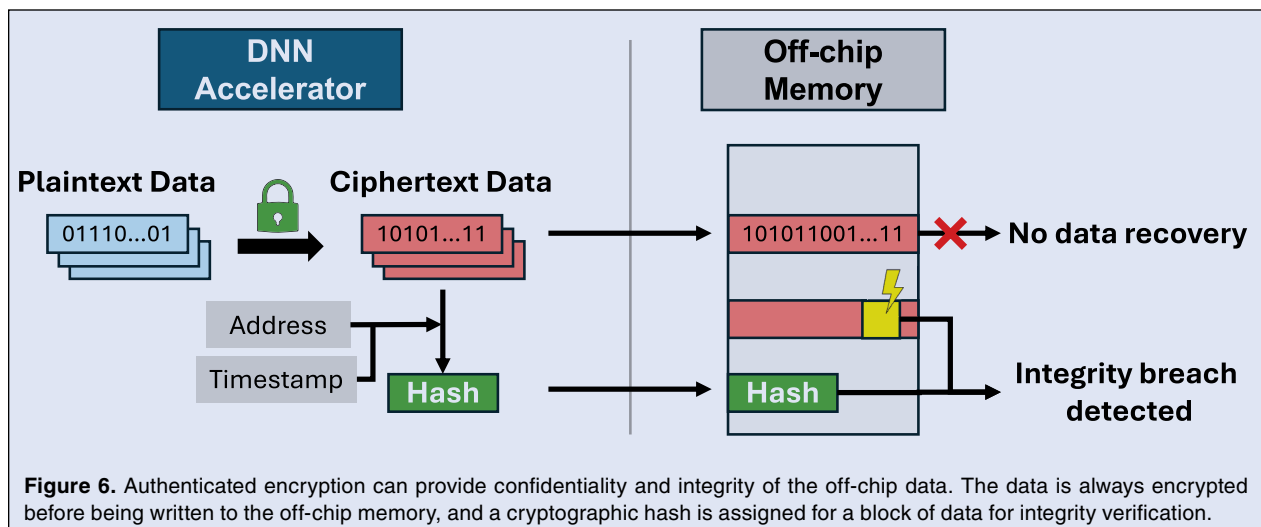 DNN
Accelerator
Off-chip
Memory
Plaintext Data
Ciphertext Data
01110...01
10101...11
101011001...11
No data recovery
Address
Timestamp
Hash
Hash
Integrity breach
detected
Figure 6. Authenticated encryption can provide confidentiality and integrity of the off-chip data. The data is always encrypted
before being written to the off-chip memory, and a cryptographic hash is assigned for a block of data for integrity verification.